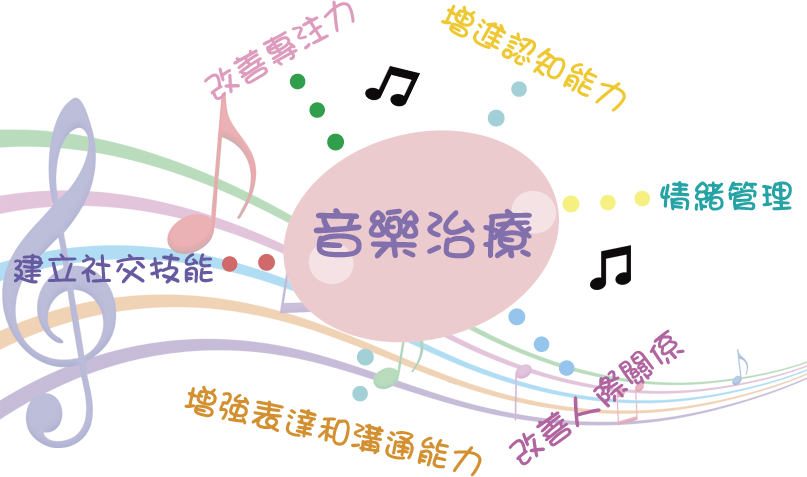 改善專注力
增進認知能力
音樂治療
情緒管理
建立社交技能
增強表達和溝通能力
改善人際關係